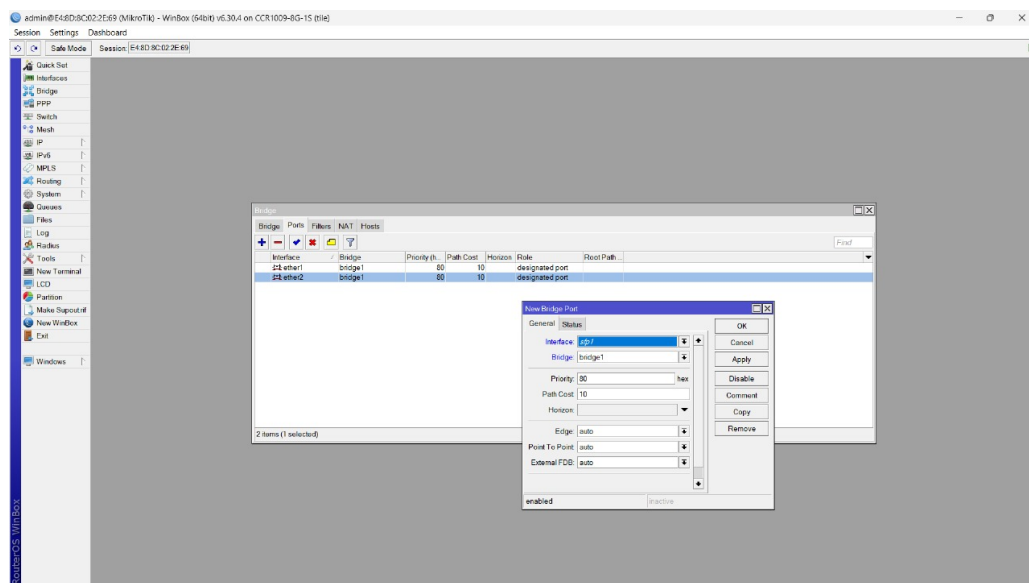 admin@E4:8D:8C:02:2E:69 (MikroTik) - WinBox (64bit) v6.30.4 on CCR1009-8G-1S (tile)
Session Settings Dashboard
Safe Mode Session: E4:8D:8C:02:2E:69
Quick Set
Interfaces
Bridge
PPP
Switch
Mesh
IP
IPv6
MPLS
Routing
System
Queues
Files
Log
Radius
Tools
New Terminal
LCD
Partition
Make Supout.rif
New WinBox
Exit
Windows
RouterOS WinBox
Bridge
Bridge Ports Filters NAT Hosts
Find
Interface Bridge Priority (h... Path Cost Horizon Role Root Path ...
ether1 bridge1 80 10 designated port
ether2 bridge1 80 10 designated port
2 items (1 selected)
New Bridge Port
General Status
Interface: sfp1
Bridge: bridge1
Priority: 80 hex
Path Cost: 10
Horizon:
Edge: auto
Point To Point: auto
External FDB: auto
enabled inactive
OK
Cancel
Apply
Disable
Comment
Copy
Remove